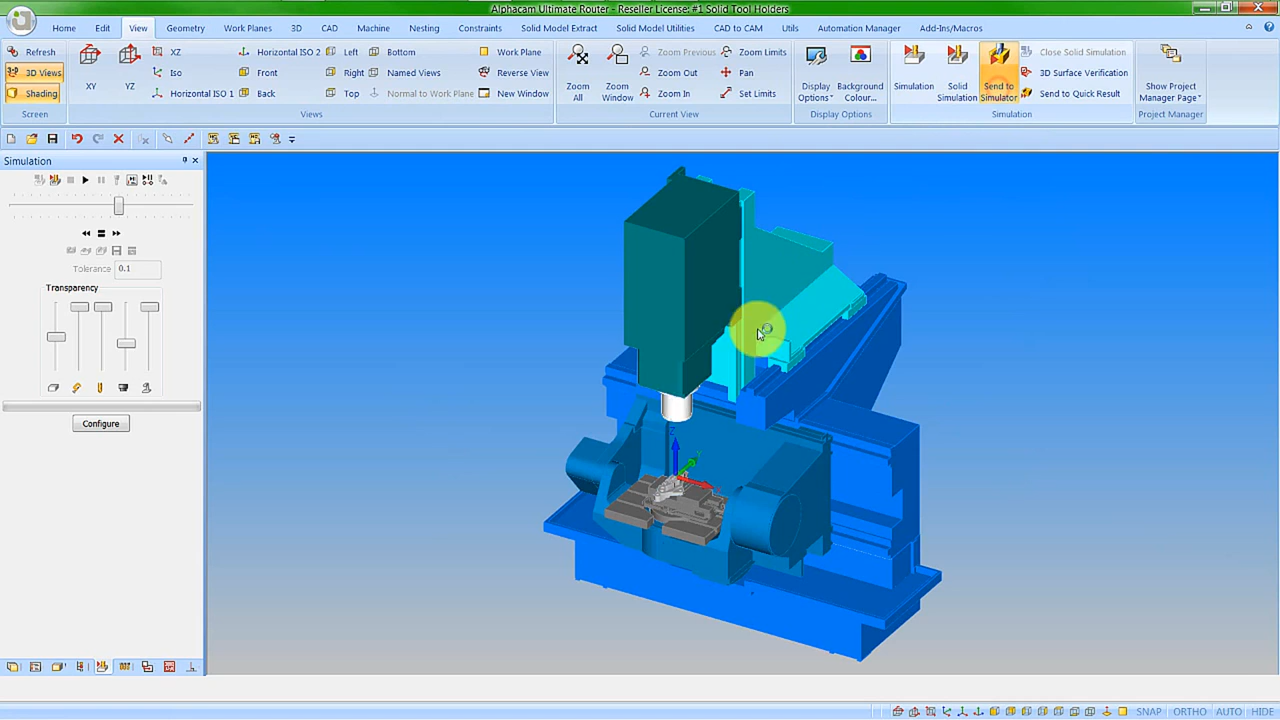 Alphacam Ultimate Router - Reseller License: #1 Solid Tool Holders
Home Edit View Geometry Work Planes 3D CAD Machine Nesting Constraints Solid Model Extract Solid Model Utilities CAD to CAM Utils Automation Manager Add-Ins/Macros
Refresh
3D Views
Shading
Screen
XY
YZ
XZ
Iso
Horizontal ISO 1
Horizontal ISO 2
Front
Back
Left
Right
Top
Bottom
Named Views
Normal to Work Plane
Work Plane
Reverse View
New Window
Views
Zoom All
Zoom Window
Zoom Previous
Zoom Out
Zoom In
Zoom Limits
Pan
Set Limits
Current View
Display Options
Background Colour...
Display Options
Simulation
Solid Simulation
Send to Simulator
Close Solid Simulation
3D Surface Verification
Send to Quick Result
Simulation
Show Project Manager Page
Project Manager
Simulation
Tolerance 0.1
Transparency
Configure
Z
SNAP ORTHO AUTO HIDE